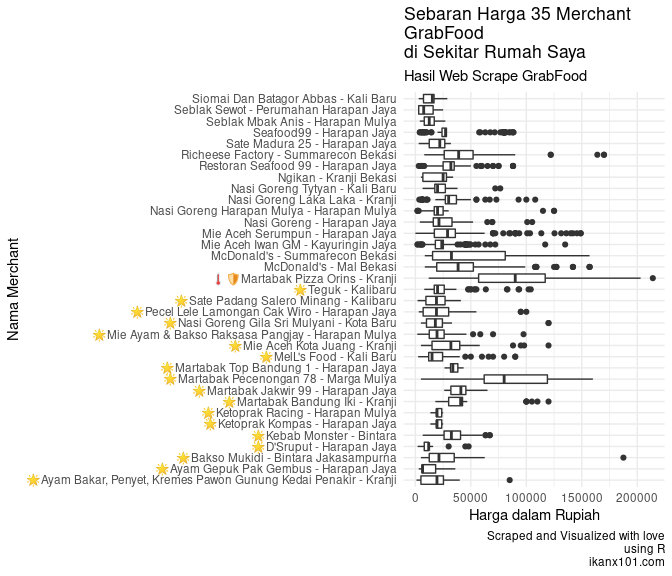 Sebaran Harga 35 Merchant
GrabFood
di Sekitar Rumah Saya
Hasil Web Scrape GrabFood
Nama Merchant
Siomai Dan Batagor Abbas - Kali Baru
Seblak Sewot - Perumahan Harapan Jaya
Seblak Mbak Anis - Harapan Mulya
Seafood99 - Harapan Jaya
Sate Madura 25 - Harapan Jaya
Richeese Factory - Summarecon Bekasi
Restoran Seafood 99 - Harapan Jaya
Ngikan - Kranji Bekasi
Nasi Goreng Tytyan - Kali Baru
Nasi Goreng Laka Laka - Kranji
Nasi Goreng Harapan Mulya - Harapan Mulya
Nasi Goreng - Harapan Jaya
Mie Aceh Serumpun - Harapan Jaya
Mie Aceh Iwan GM - Kayuringin Jaya
McDonald's - Summarecon Bekasi
McDonald's - Mal Bekasi
🌡️🛡️ Martabak Pizza Orins - Kranji
🌟 Teguk - Kalibaru
🌟 Sate Padang Salero Minang - Kalibaru
🌟 Pecel Lele Lamongan Cak Wiro - Harapan Jaya
🌟 Nasi Goreng Gila Sri Mulyani - Kota Baru
🌟 Mie Ayam & Bakso Raksasa Pangjay - Harapan Mulya
🌟 Mie Aceh Kota Juang - Kranji
🌟 MelL's Food - Kali Baru
🌟 Martabak Top Bandung 1 - Harapan Jaya
🌟 Martabak Pecenongan 78 - Marga Mulya
🌟 Martabak Jakwir 99 - Harapan Jaya
🌟 Martabak Bandung Iki - Kranji
🌟 Ketoprak Racing - Harapan Mulya
🌟 Ketoprak Kompas - Harapan Jaya
🌟 Kebab Monster - Bintara
🌟 D'Sruput - Harapan Jaya
🌟 Bakso Mukidi - Bintara Jakasampurna
🌟 Ayam Gepuk Pak Gembus - Harapan Jaya
🌟 Ayam Bakar, Penyet, Kremes Pawon Gunung Kedai Penakir - Kranji
0 50000 100000 150000 200000
Harga dalam Rupiah
Scraped and Visualized with love
using R
ikanx101.com